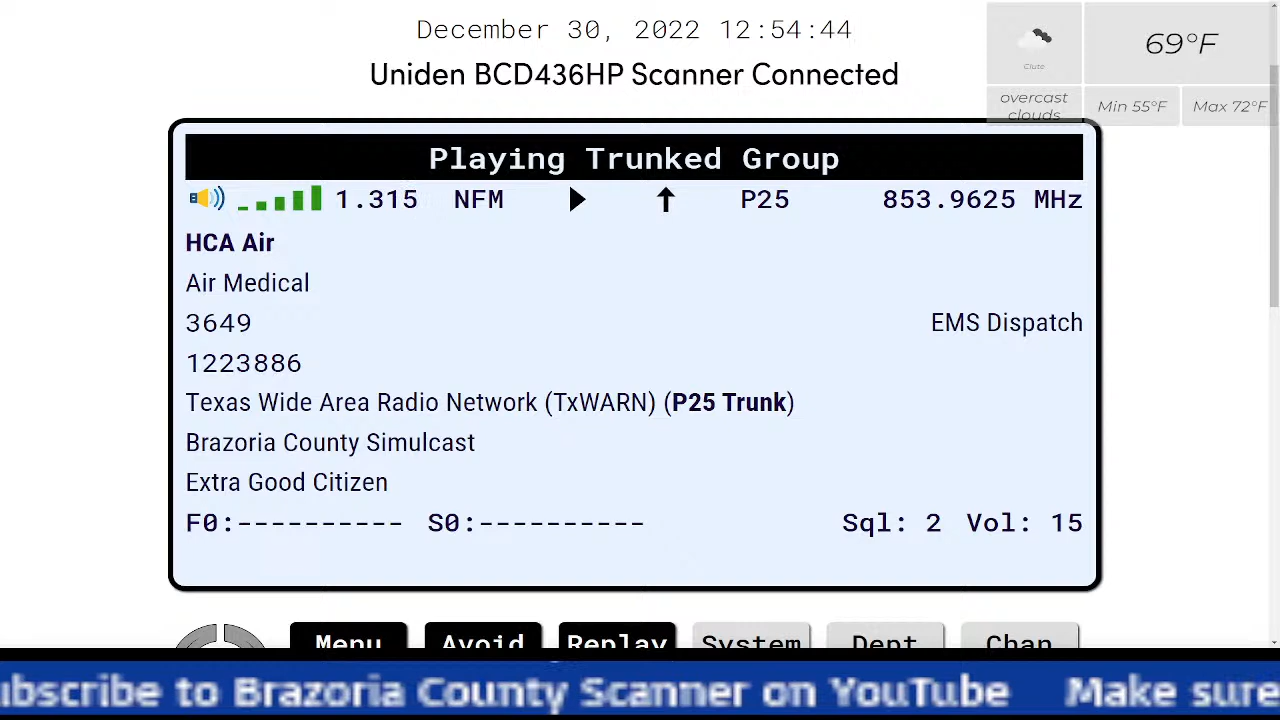 December 30, 2022 12:54:44
Uniden BCD436HP Scanner Connected
Clute
69°F
overcast clouds
Min 55°F
Max 72°F
Playing Trunked Group
1.315 NFM P25 853.9625 MHz
HCA Air
Air Medical
3649 EMS Dispatch
1223886
Texas Wide Area Radio Network (TxWARN) (P25 Trunk)
Brazoria County Simulcast
Extra Good Citizen
F0:---------- S0:---------- Sql: 2 Vol: 15
Menu Avoid Replay System Dept Chan
ubscribe to Brazoria County Scanner on YouTube Make sure